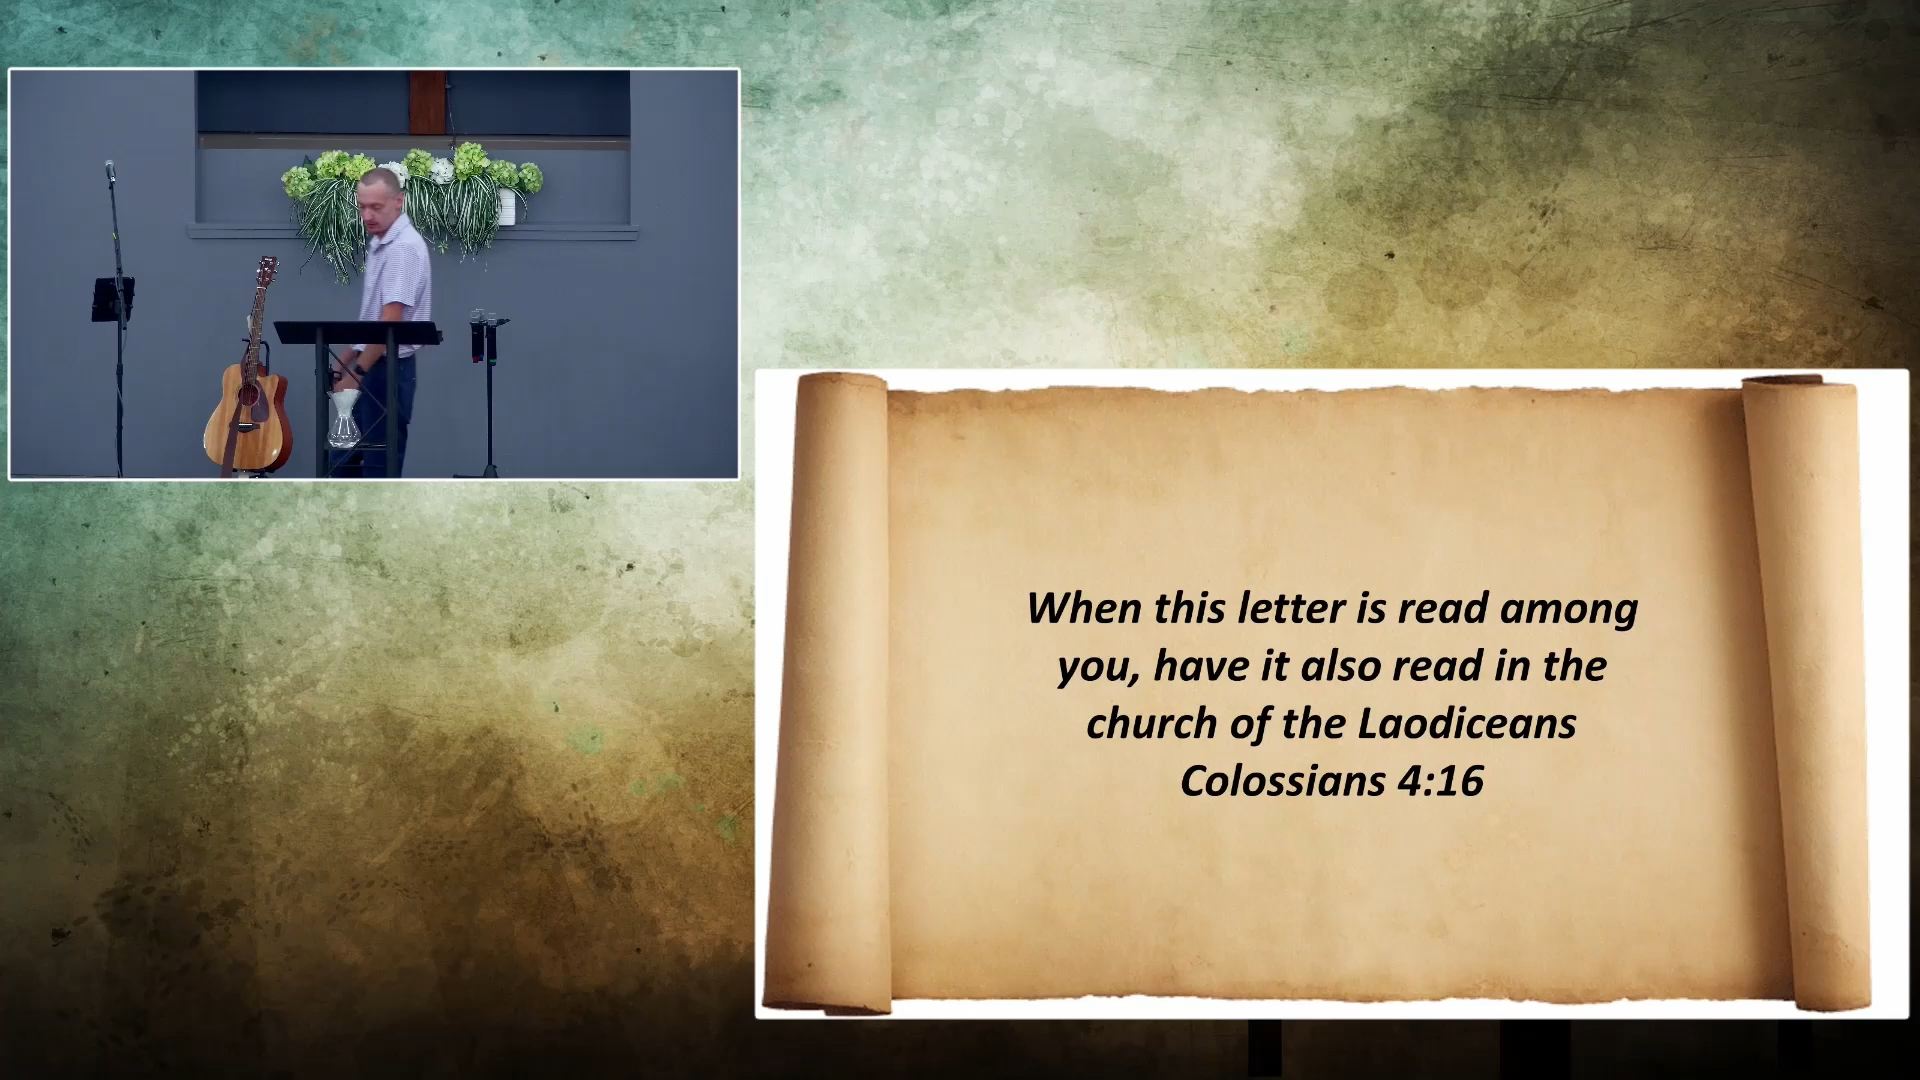 When this letter is read among
you, have it also read in the
church of the Laodiceans
Colossians 4:16